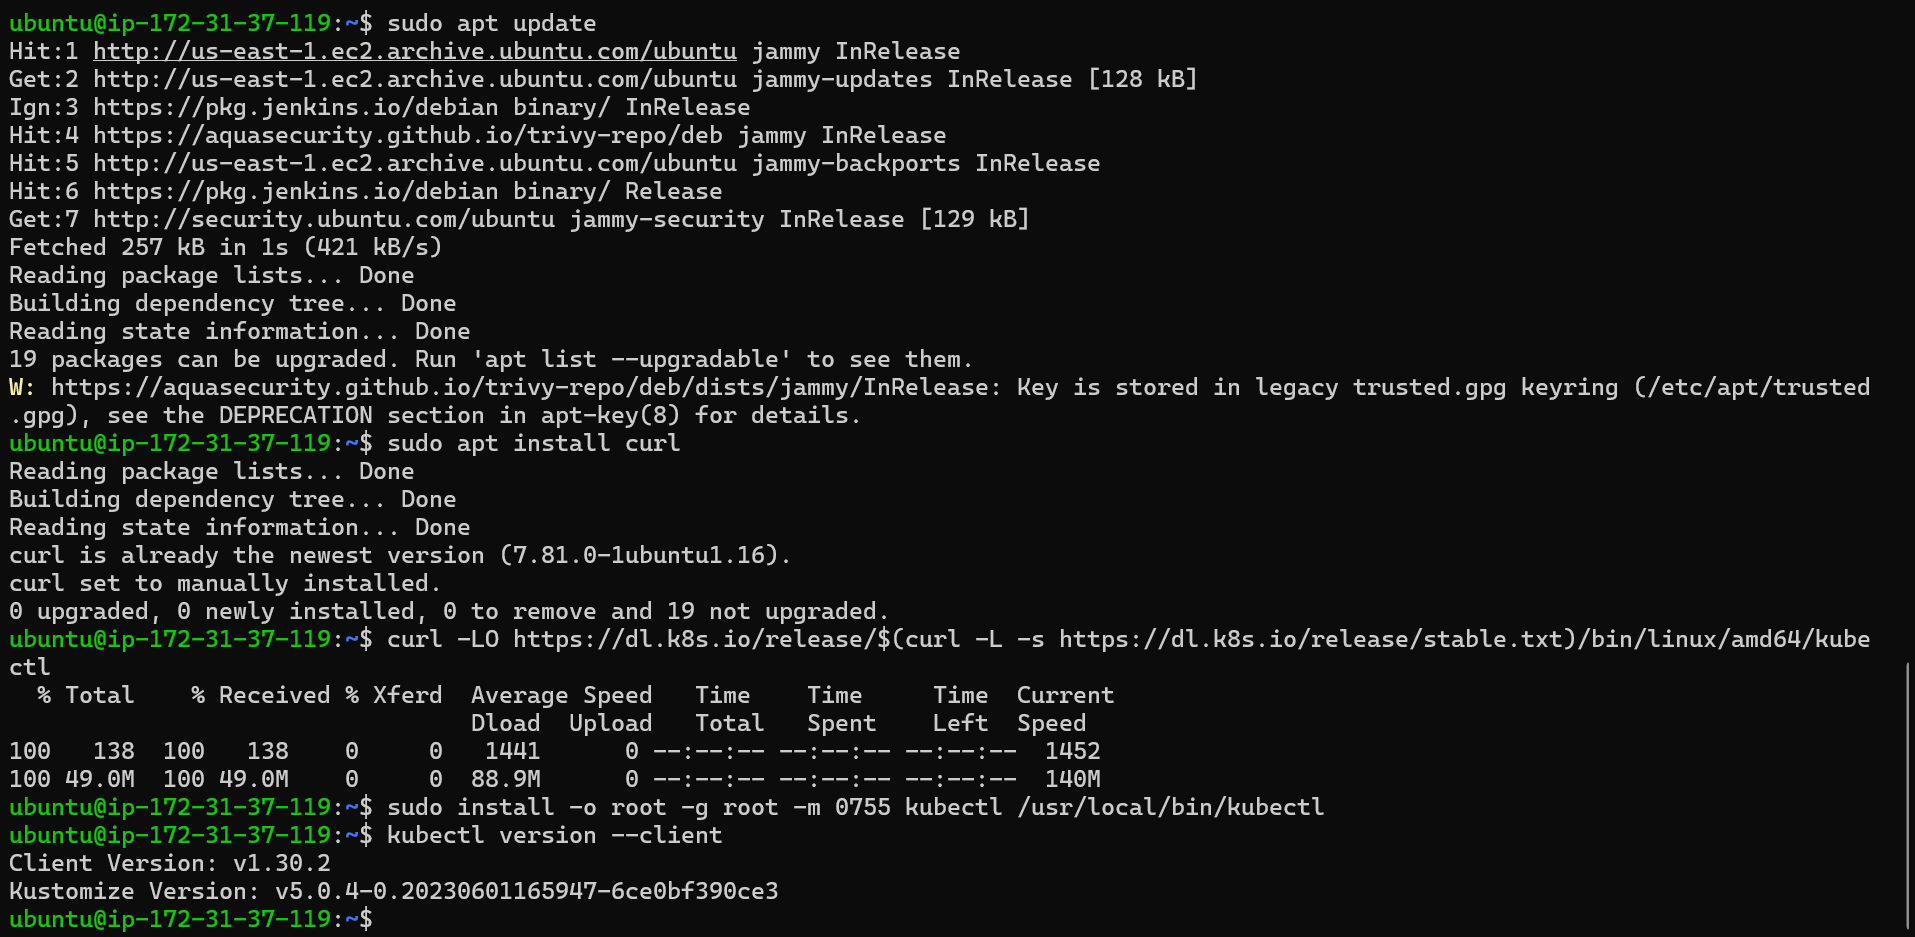 ubuntu@ip-172-31-37-119:~$ sudo apt update
Hit:1 http://us-east-1.ec2.archive.ubuntu.com/ubuntu jammy InRelease
Get:2 http://us-east-1.ec2.archive.ubuntu.com/ubuntu jammy-updates InRelease [128 kB]
Ign:3 https://pkg.jenkins.io/debian binary/ InRelease
Hit:4 https://aquasecurity.github.io/trivy-repo/deb jammy InRelease
Hit:5 http://us-east-1.ec2.archive.ubuntu.com/ubuntu jammy-backports InRelease
Hit:6 https://pkg.jenkins.io/debian binary/ Release
Get:7 http://security.ubuntu.com/ubuntu jammy-security InRelease [129 kB]
Fetched 257 kB in 1s (421 kB/s)
Reading package lists... Done
Building dependency tree... Done
Reading state information... Done
19 packages can be upgraded. Run 'apt list --upgradable' to see them.
W: https://aquasecurity.github.io/trivy-repo/deb/dists/jammy/InRelease: Key is stored in legacy trusted.gpg keyring (/etc/apt/trusted
.gpg), see the DEPRECATION section in apt-key(8) for details.
ubuntu@ip-172-31-37-119:~$ sudo apt install curl
Reading package lists... Done
Building dependency tree... Done
Reading state information... Done
curl is already the newest version (7.81.0-1ubuntu1.16).
curl set to manually installed.
0 upgraded, 0 newly installed, 0 to remove and 19 not upgraded.
ubuntu@ip-172-31-37-119:~$ curl -LO https://dl.k8s.io/release/$(curl -L -s https://dl.k8s.io/release/stable.txt)/bin/linux/amd64/kube
ctl
  % Total    % Received % Xferd  Average Speed   Time    Time     Time  Current
                                 Dload  Upload   Total   Spent    Left  Speed
100   138  100   138    0     0   1441      0 --:--:-- --:--:-- --:--:--  1452
100 49.0M  100 49.0M    0     0  88.9M      0 --:--:-- --:--:-- --:--:--  140M
ubuntu@ip-172-31-37-119:~$ sudo install -o root -g root -m 0755 kubectl /usr/local/bin/kubectl
ubuntu@ip-172-31-37-119:~$ kubectl version --client
Client Version: v1.30.2
Kustomize Version: v5.0.4-0.20230601165947-6ce0bf390ce3
ubuntu@ip-172-31-37-119:~$